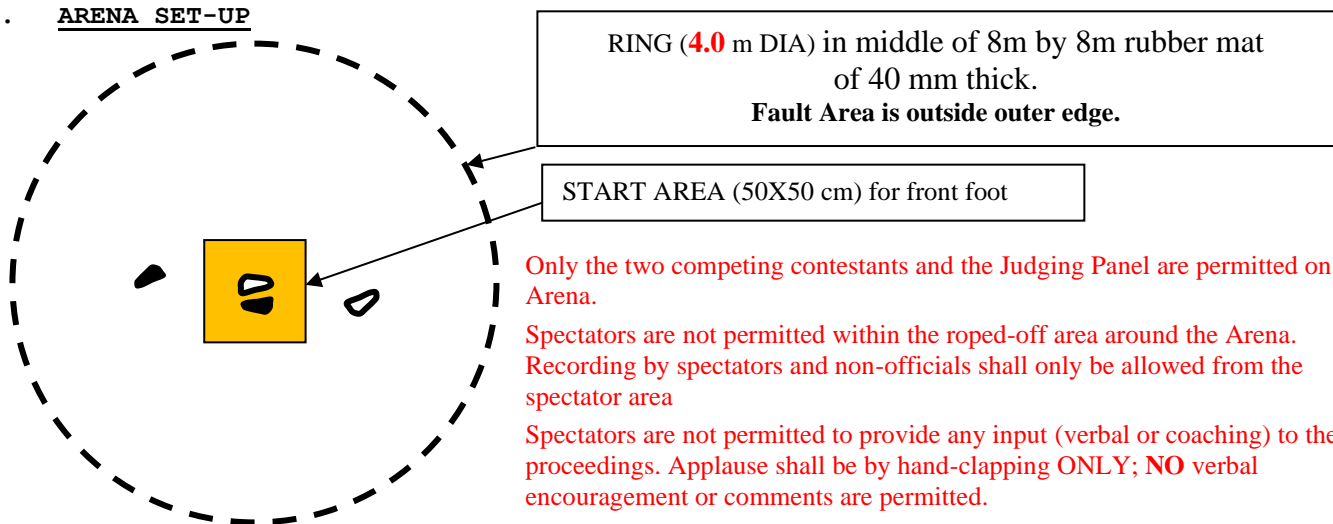 . ARENA SET-UP
RING (4.0 m DIA) in middle of 8m by 8m rubber mat
of 40 mm thick.
Fault Area is outside outer edge.
START AREA (50X50 cm) for front foot
Only the two competing contestants and the Judging Panel are permitted on
Arena.
Spectators are not permitted within the roped-off area around the Arena.
Recording by spectators and non-officials shall only be allowed from the
spectator area
Spectators are not permitted to provide any input (verbal or coaching) to the
proceedings. Applause shall be by hand-clapping ONLY; NO verbal
encouragement or comments are permitted.